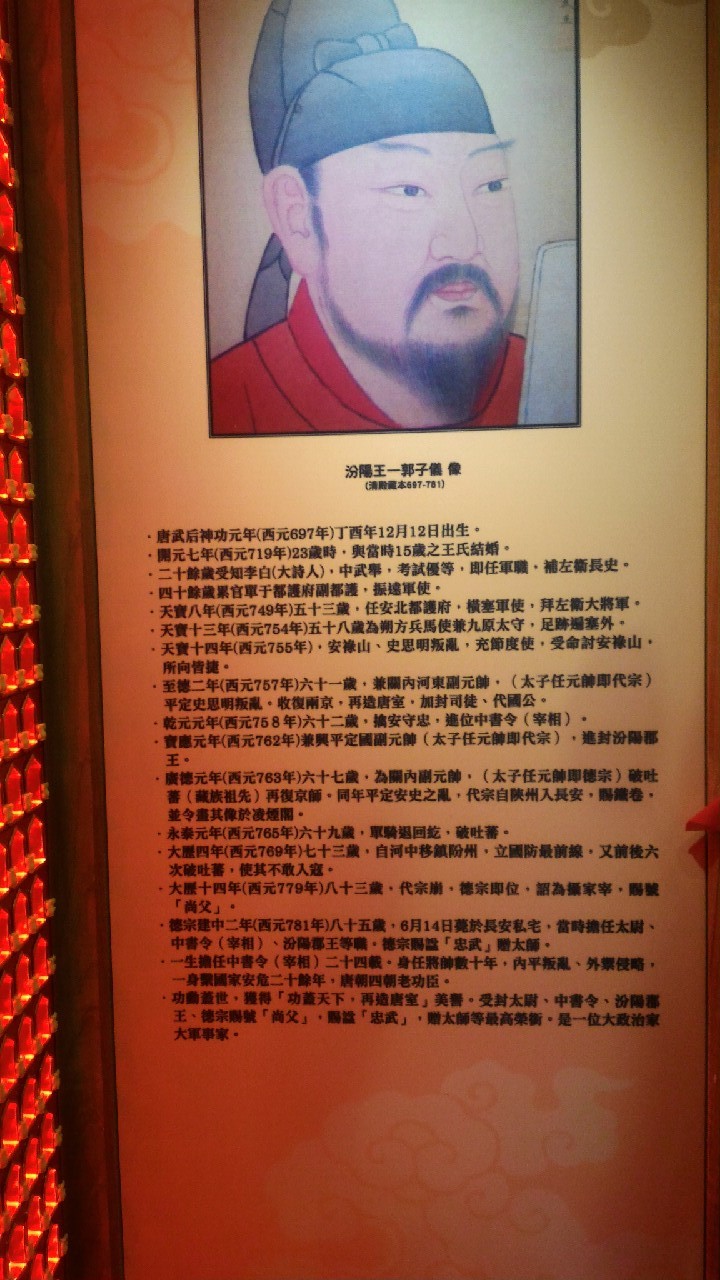 汾陽王一郭子儀 像
(清殿藏本697-781)
·唐武后神功元年(西元697年)丁酉年12月12日出生。
·開元七年(西元719年)23歲時，與當時15歲之王氏結婚。
·二十餘歲受知李白(大詩人)，中武舉，考試優等，即任軍職、補左衛長史。
·四十餘歲累官單于都護府副都護，振遠軍使。
·天寶八年(西元749年)五十三歲，任安北都護府，橫塞軍使，拜左衛大將軍。
·天寶十三年(西元754年)五十八歲為朔方兵馬使兼九原太守，足跡遍塞外。
·天寶十四年(西元755年)，安祿山、史思明叛亂，充節度使，受命討安祿山，
所向皆捷。
·至德二年(西元757年)六十一歲，兼關內河東副元帥，（太子任元帥即代宗）
平定史思明叛亂。收復兩京，再造唐室，加封司徒、代國公。
·乾元元年(西元758年)六十二歲，擒安守忠，進位中書令（宰相）。
·寶應元年(西元762年)兼興平定國副元帥（太子任元帥即代宗），進封汾陽郡
王。
·廣德元年(西元763年)六十七歲，為關內副元帥，（太子任元帥即德宗）破吐
蕃（藏族祖先）再復京師。同年平定安史之亂，代宗自陝州入長安，賜鐵卷，
並令畫其像於凌煙閣。
·永泰元年(西元765年)六十九歲，單騎退回紇，破吐蕃。
·大歷四年(西元769年)七十三歲，自河中移鎮邠州，立國防最前線，又前後六
次破吐蕃，使其不敢入寇。
·大歷十四年(西元779年)八十三歲，代宗崩，德宗即位，詔為攝冢宰，賜號
「尚父」。
·德宗建中二年(西元781年)八十五歲，6月14日薨於長安私宅，當時擔任太尉、
中書令（宰相）、汾陽郡王等職。德宗賜諡「忠武」贈太師。
·一生擔任中書令（宰相）二十四載。身任將帥數十年，內平叛亂、外禦侵略，
一身繫國家安危二十餘年，唐朝四朝老功臣。
·功勳蓋世，獲得「功蓋天下，再造唐室」美譽。受封太尉、中書令、汾陽郡
王、德宗賜號「尚父」，賜諡「忠武」，贈太師等最高榮銜。是一位大政治家
大軍事家。